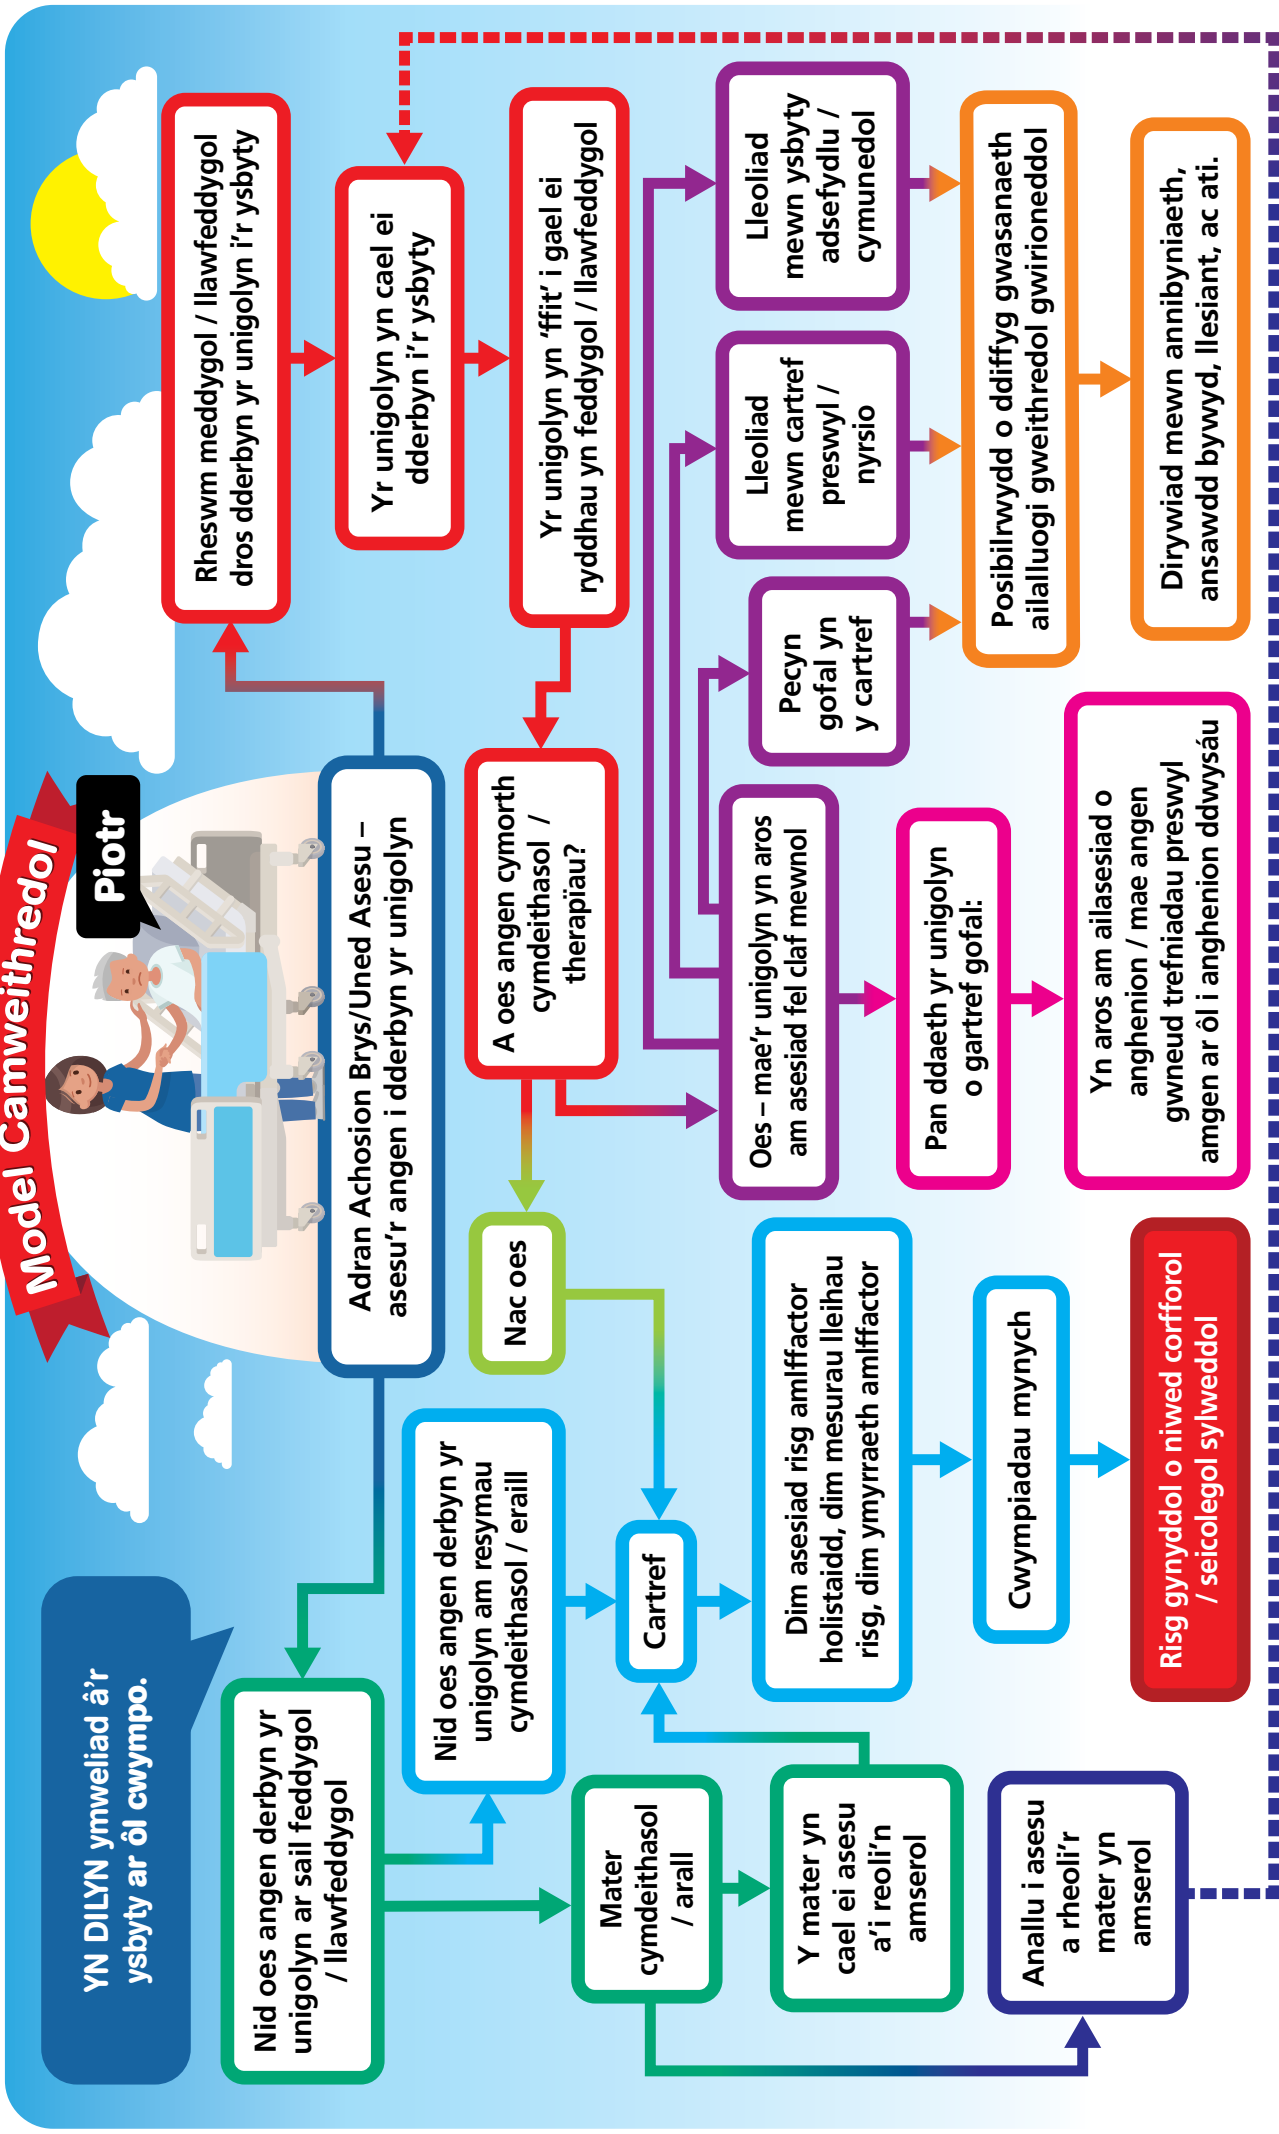 Model Camweithredol
Piotr
YN DILYN ymweliad â'r
ysbyty ar ôl cwympo.
Adran Achosion Brys/Uned Asesu –
asesu'r angen i dderbyn yr unigolyn
Nid oes angen derbyn yr
unigolyn ar sail feddygol
/ llawfeddygol
Nid oes angen derbyn yr
unigolyn am resymau
cymdeithasol / eraill
Mater
cymdeithasol
/ arall
Y mater yn
cael ei asesu
a'i reoli'n
amserol
Anallu i asesu
a rheoli'r
mater yn
amserol
Cartref
Nac oes
Dim asesiad risg amlffactor
holistaidd, dim mesurau lleihau
risg, dim ymyrraeth amlffactor
Cwympiadau mynych
Risg gynyddol o niwed corfforol
/ seicolegol sylweddol
Rheswm meddygol / llawfeddygol
dros dderbyn yr unigolyn i'r ysbyty
Yr unigolyn yn cael ei
dderbyn i'r ysbyty
Yr unigolyn yn ‘ffit’ i gael ei
ryddhau yn feddygol / llawfeddygol
A oes angen cymorth
cymdeithasol /
therapiau?
Oes – mae'r unigolyn yn aros
am asesiad fel claf mewnol
Pan ddaeth yr unigolyn
o gartref gofal:
Yn aros am ailasesiad o
anghenion / mae angen
gwneud trefniadau preswyl
amgen ar ôl i anghenion ddwysáu
Pecyn
gofal yn
y cartref
Lleoliad
mewn cartref
preswyl /
nyrsio
Lleoliad
mewn ysbyty
adsefydlu /
cymunedol
Posibilrwydd o ddiffyg gwasanaeth
ailalluogi gweithredol gwirioneddol
Dirywiad mewn annibyniaeth,
ansawdd bywyd, llesiant, ac ati.